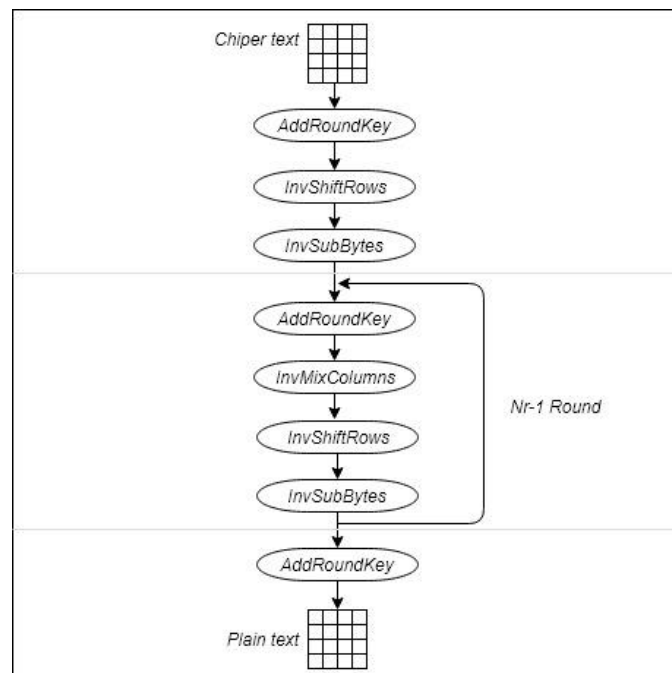 Chiper text
AddRoundKey
InvShiftRows
InvSubBytes
AddRoundKey
InvMixColumns
Nr-1 Round
InvShiftRows
InvSubBytes
AddRoundKey
Plain text